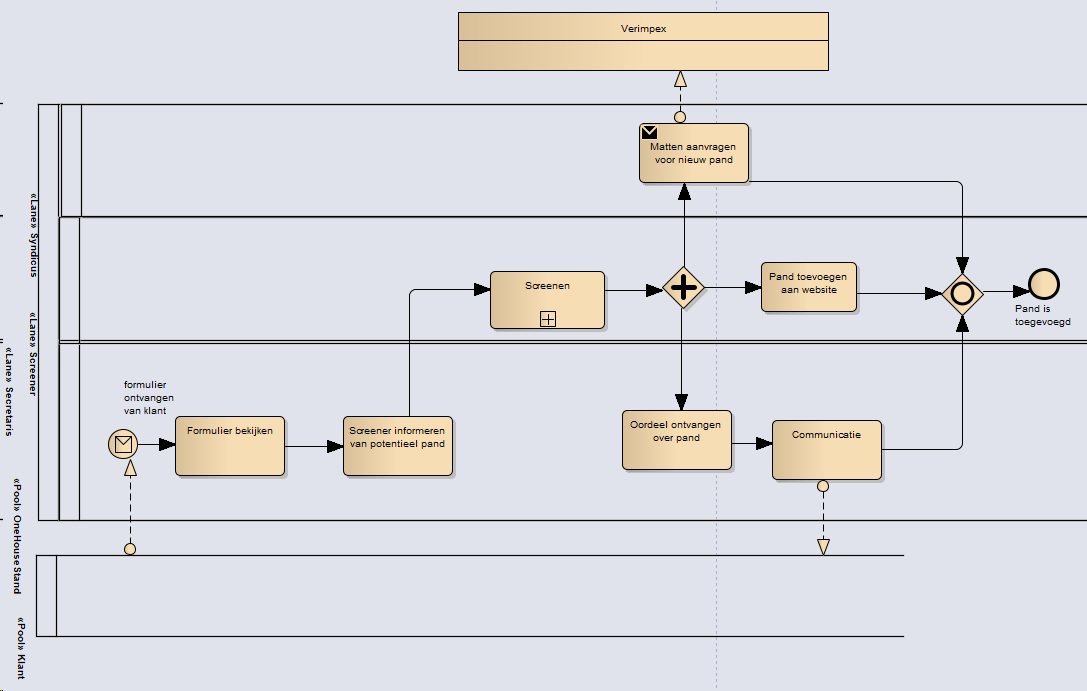 Verimpex
Matten aanvragen
voor nieuw pand
«Lane» Syndicus
Screenen
Pand toevoegen
aan website
Pand is
toegevoegd
«Lane» Screener
«Lane» Secretaris
formulier
ontvangen
van klant
Formulier bekijken
Screener informeren
van potentieel pand
Oordeel ontvangen
over pand
Communicatie
«Pool» OneHouseStand
«Pool» Klant